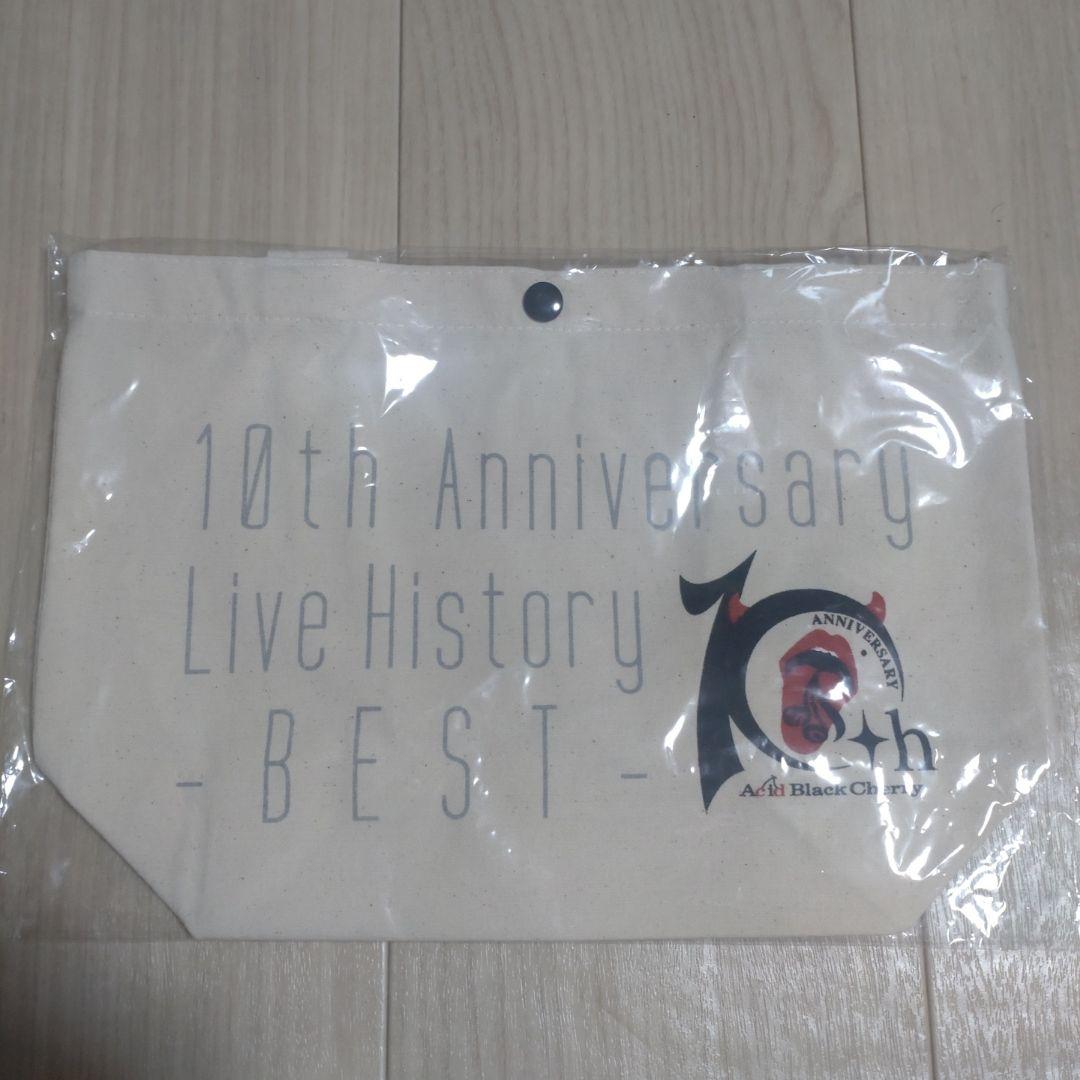 10th Anniversary
Live History
- BEST -
ANNIVERSARY
10th
Acid Black Cherry